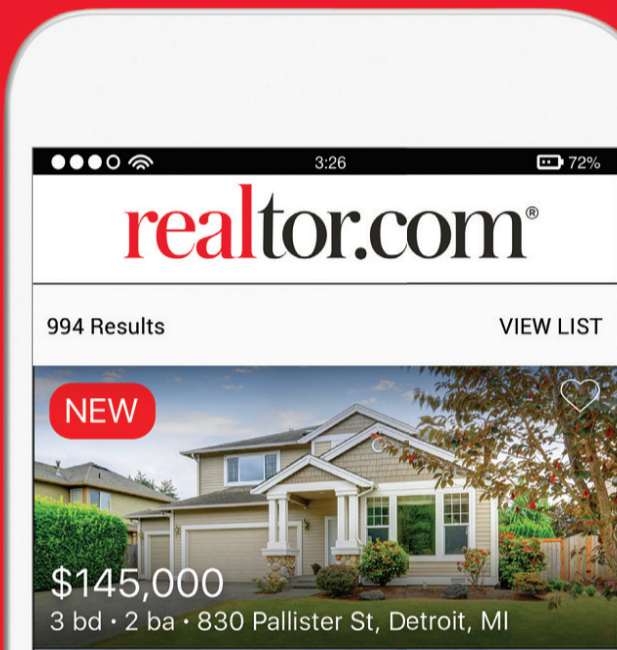 3:26 72%
realtor.com®
994 Results VIEW LIST
NEW
$145,000
3 bd · 2 ba · 830 Pallister St, Detroit, MI